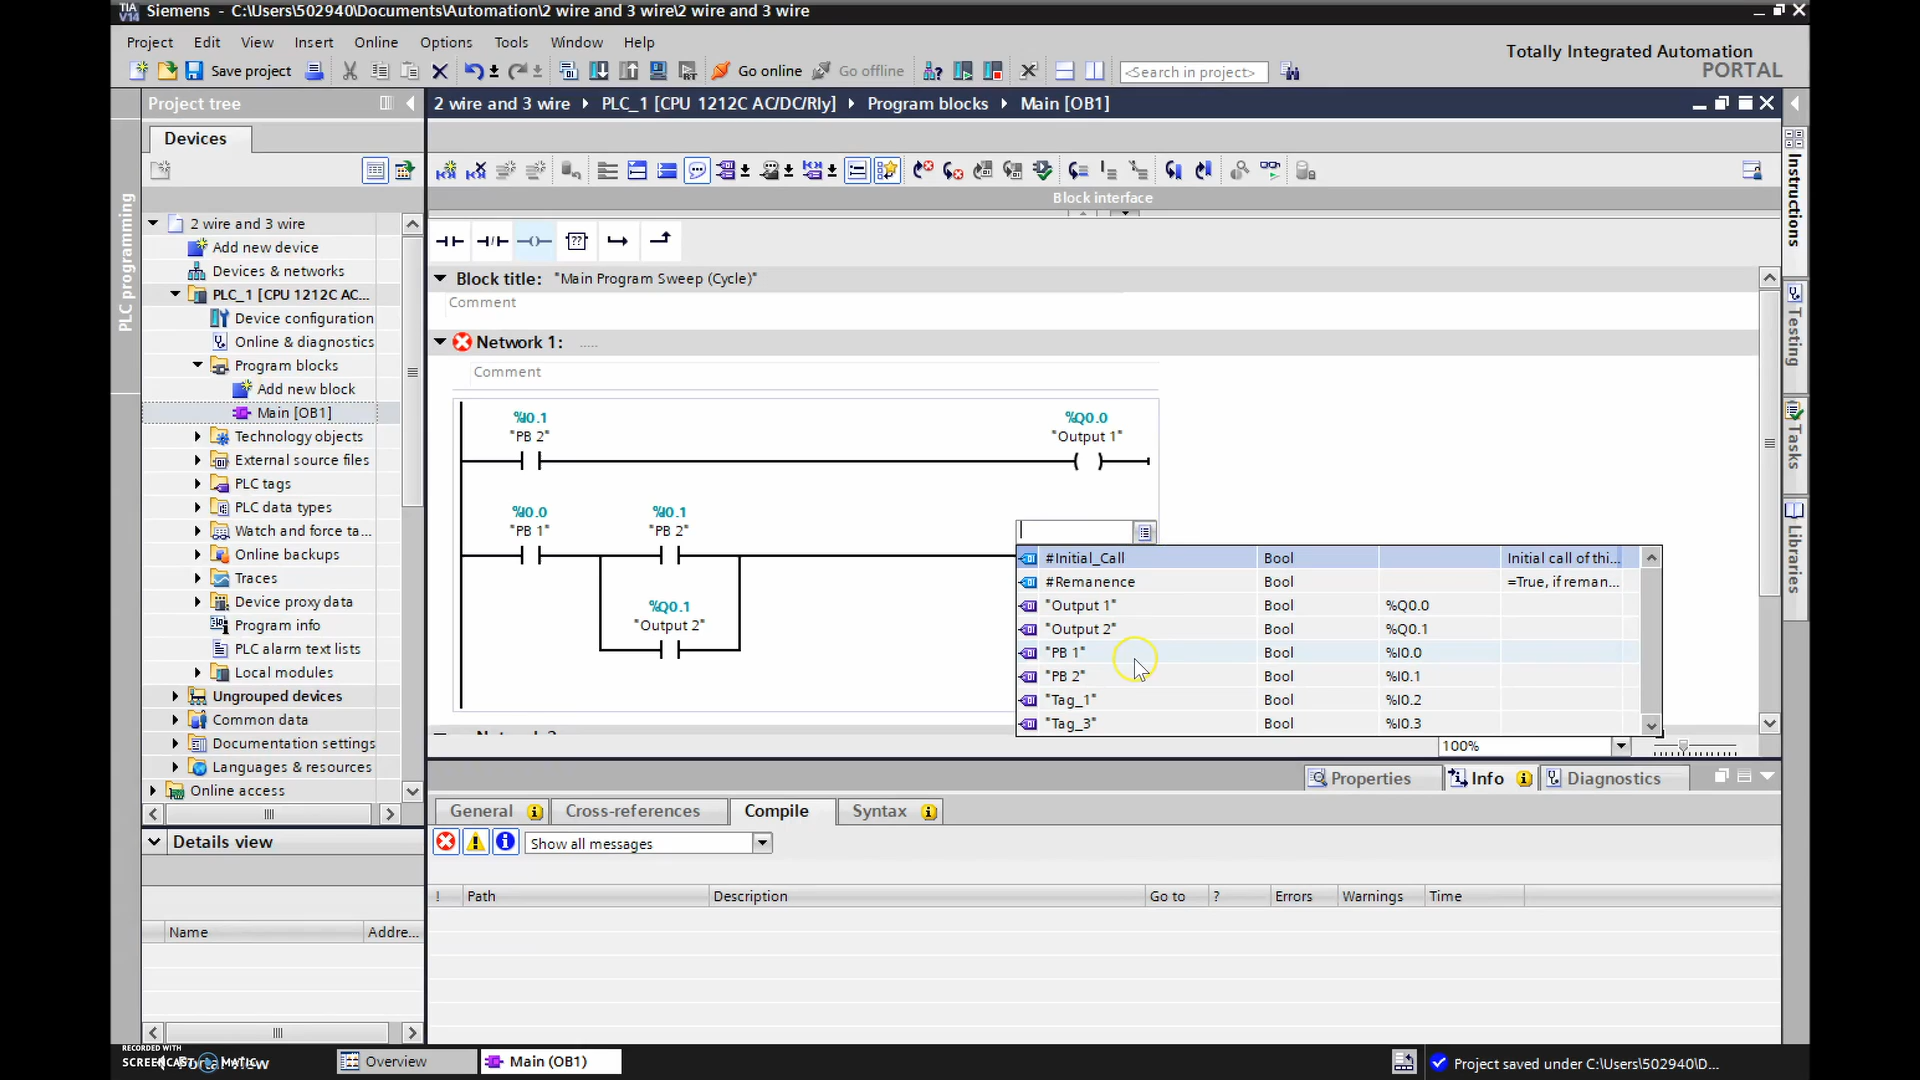 TIA V14 Siemens - C:\Users\502940\Documents\Automation\2 wire and 3 wire\2 wire and 3 wire
Project Edit View Insert Online Options Tools Window Help
Totally Integrated Automation
PORTAL
Save project Go online Go offline <Search in project>
Project tree
2 wire and 3 wire PLC_1 [CPU 1212C AC/DC/Rly] Program blocks Main [OB1]
Devices
Block interface
PLC programming
2 wire and 3 wire
Add new device
Devices & networks
PLC_1 [CPU 1212C AC...
Device configuration
Online & diagnostics
Program blocks
Add new block
Main [OB1]
Technology objects
External source files
PLC tags
PLC data types
Watch and force ta...
Online backups
Traces
Device proxy data
Program info
PLC alarm text lists
Local modules
Ungrouped devices
Common data
Documentation settings
Languages & resources
Online access
Details view
Name Addre...
??
Block title: "Main Program Sweep (Cycle)"
Comment
Network 1: .....
Comment
%I0.1
"PB 2"
%Q0.0
"Output 1"
%I0.0
"PB 1"
%I0.1
"PB 2"
%Q0.1
"Output 2"
#Initial_Call Bool Initial call of thi...
#Remanence Bool =True, if reman...
"Output 1" Bool %Q0.0
"Output 2" Bool %Q0.1
"PB 1" Bool %I0.0
"PB 2" Bool %I0.1
"Tag_1" Bool %I0.2
"Tag_3" Bool %I0.3
100%
Properties Info Diagnostics
General Cross-references Compile Syntax
Show all messages
! Path Description Go to ? Errors Warnings Time
Instructions
Testing
Tasks
Libraries
RECORDED WITH
SCREENCAST MATIC
Portal view Overview Main (OB1) Project saved under C:\Users\502940\D...